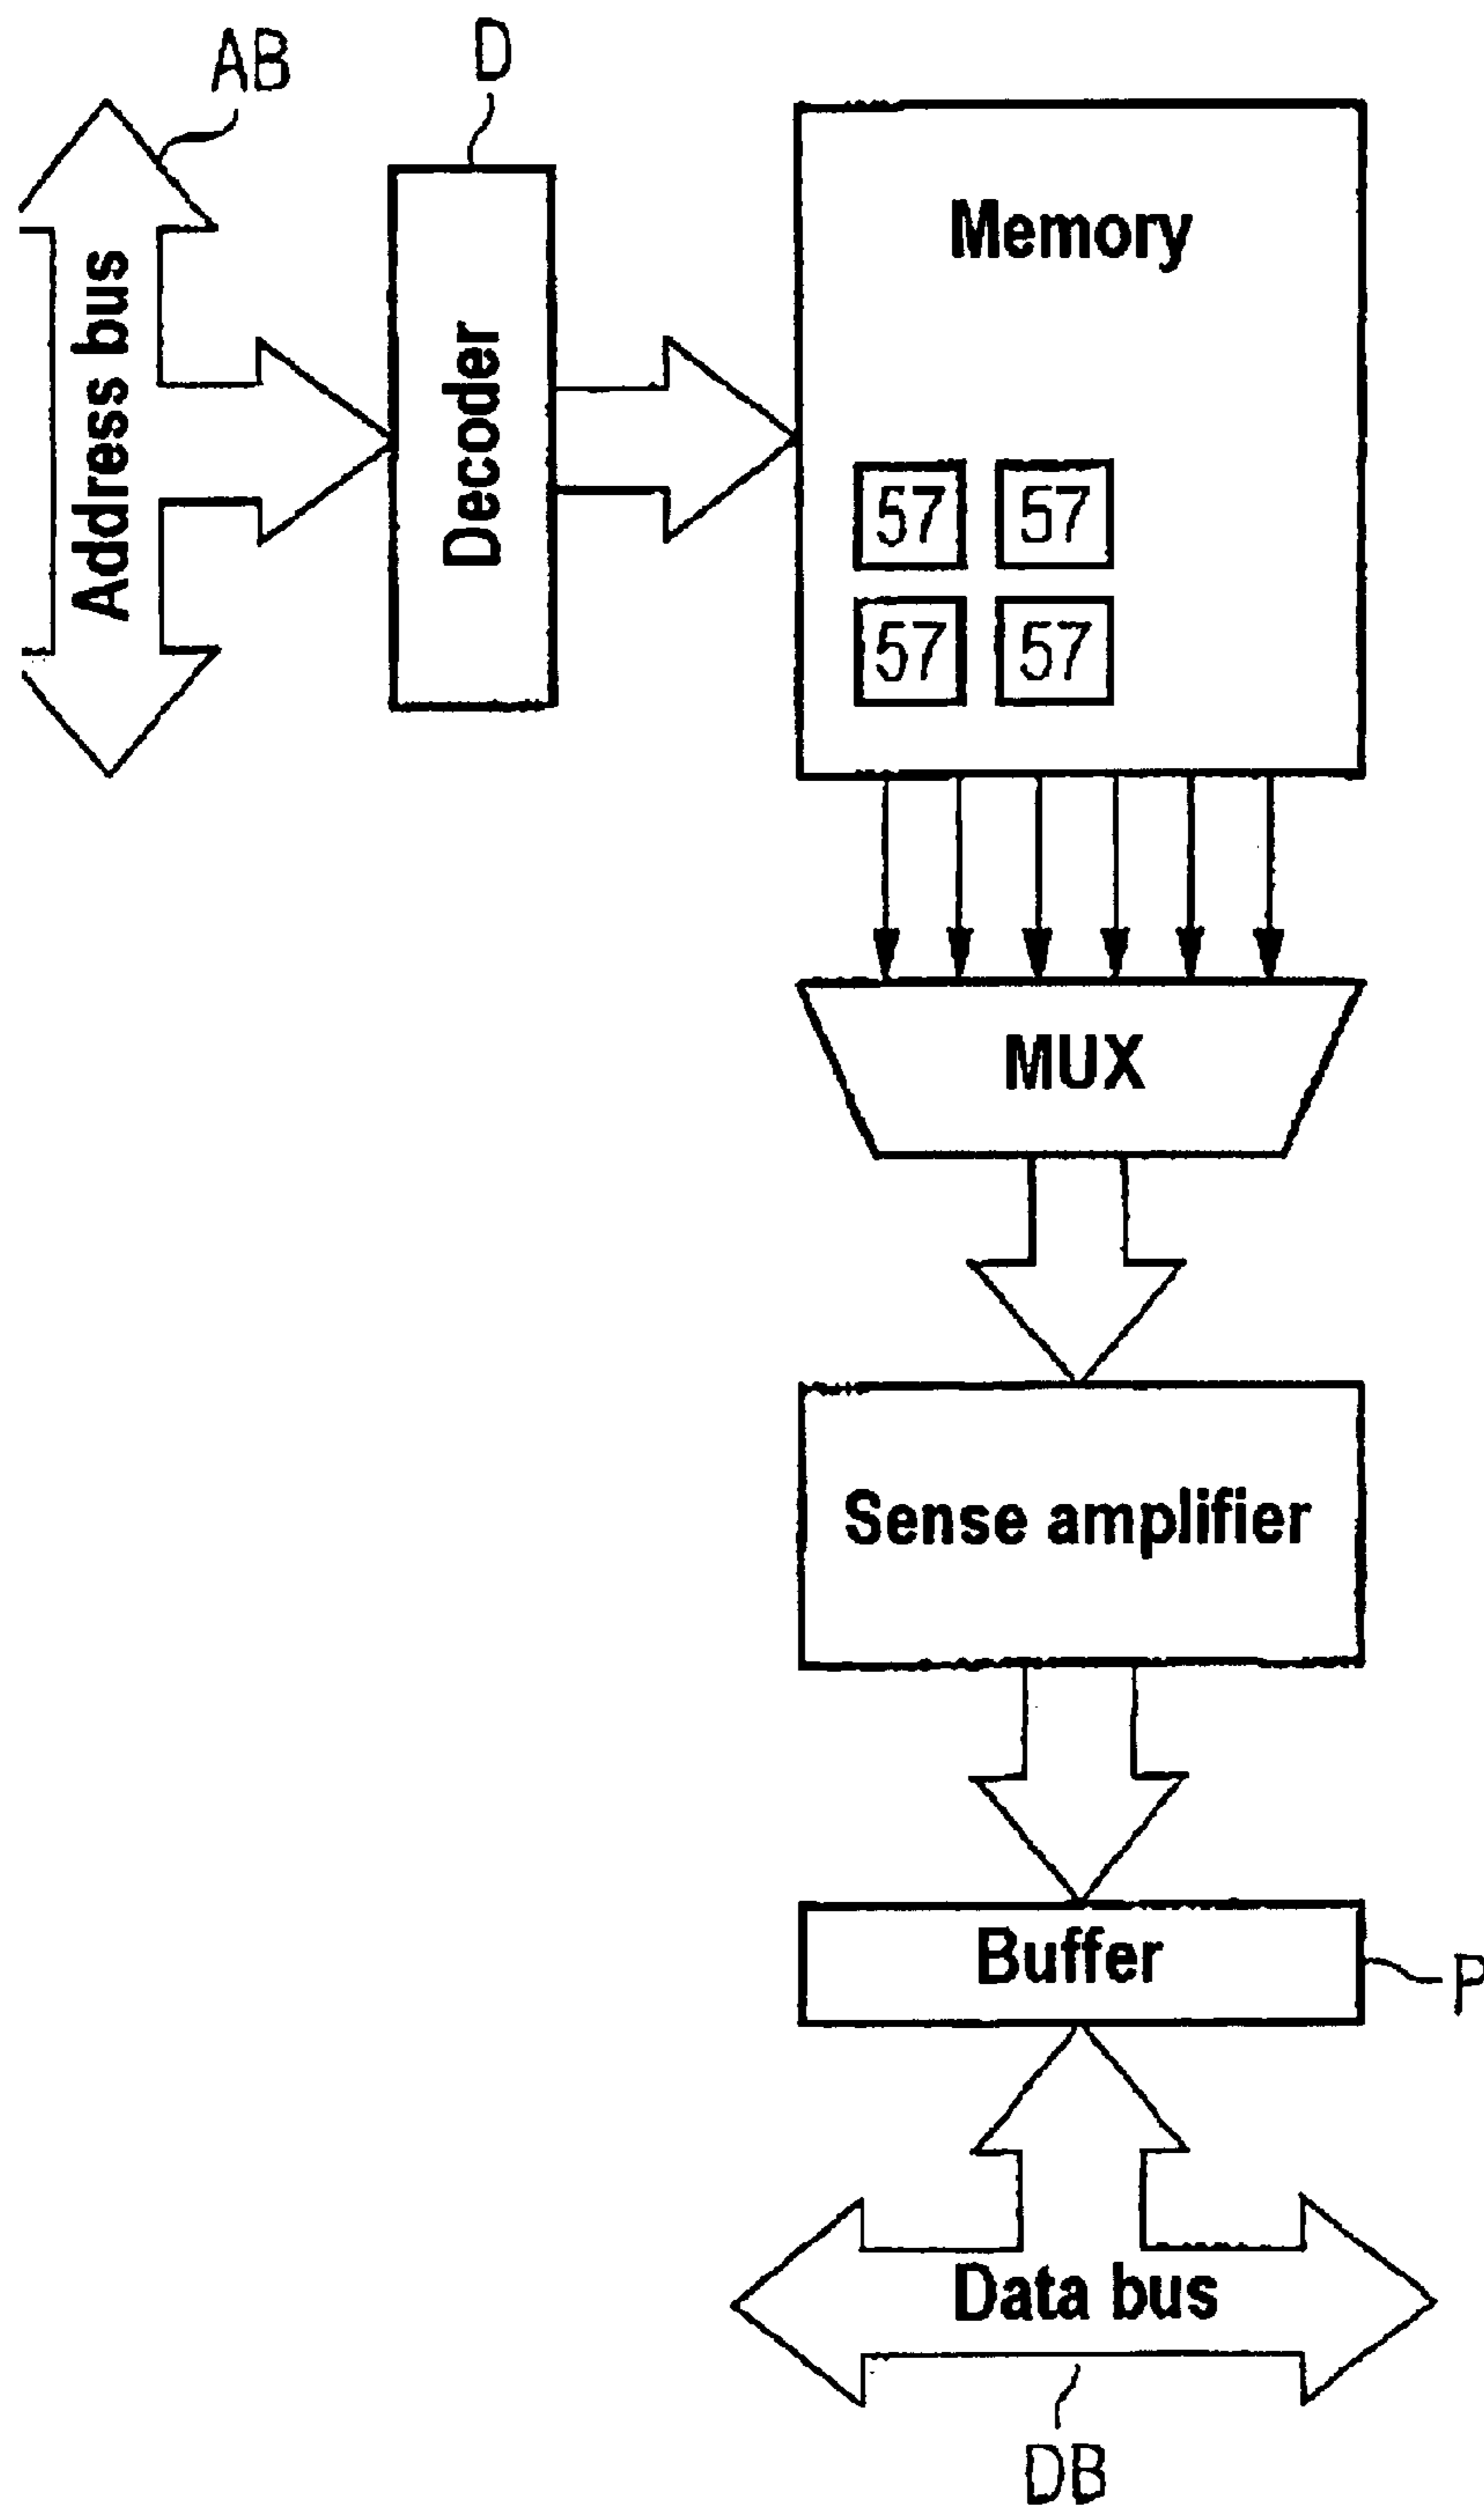 AB
D
Address bus
Decoder
Memory
57 57
57 57
MUX
Sense amplifier
Buffer
P
Data bus
DB